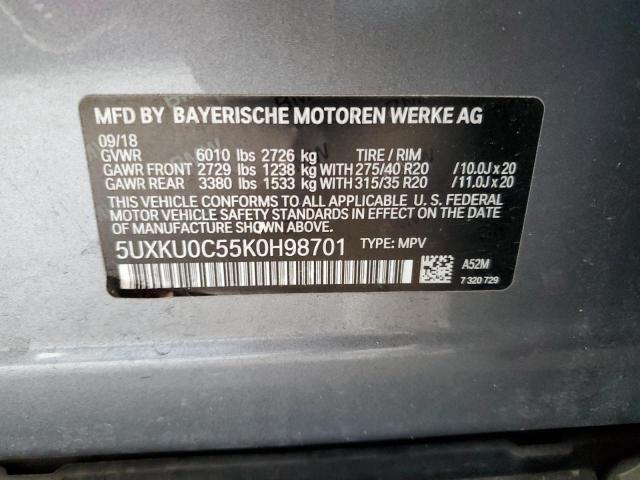 MFD BY BAYERISCHE MOTOREN WERKE AG
09/18
GVWR 6010 lbs 2726 kg TIRE / RIM
GAWR FRONT 2729 lbs 1238 kg WITH 275/40 R20 /10.0J x 20
GAWR REAR 3380 lbs 1533 kg WITH 315/35 R20 /11.0J x 20
THIS VEHICLE CONFORMS TO ALL APPLICABLE U. S. FEDERAL
MOTOR VEHICLE SAFETY STANDARDS IN EFFECT ON THE DATE
OF MANUFACTURE SHOWN ABOVE.
5UXKU0C55K0H98701 TYPE: MPV
A52M
7 320 729